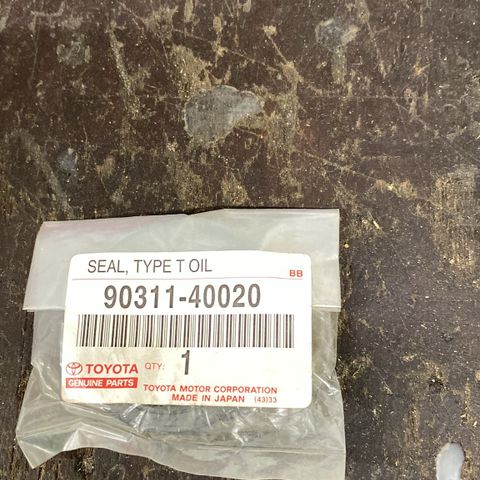 SEAL, TYPE T OIL
BB
90311-40020
TOYOTA QTY: 1
GENUINE PARTS
TOYOTA MOTOR CORPORATION
MADE IN JAPAN (43)33